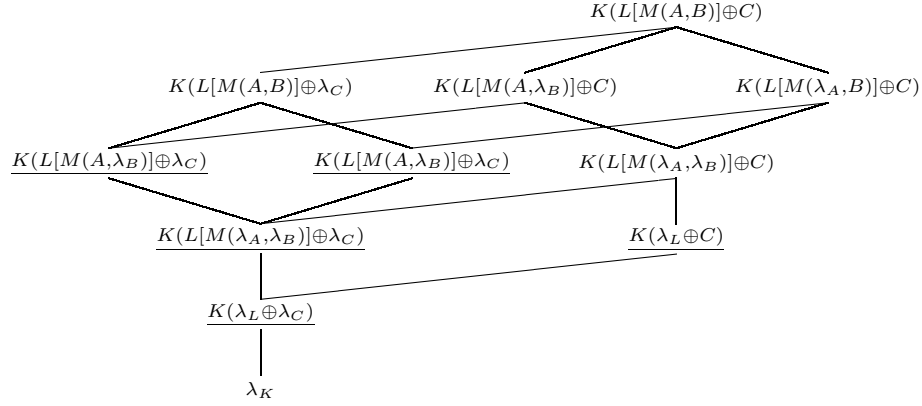 K(L[M(A,B)]⊕C)
K(L[M(A,B)]⊕λ_C) K(L[M(A,λ_B)]⊕C) K(L[M(λ_A,B)]⊕C)
K(L[M(A,λ_B)]⊕λ_C) K(L[M(A,λ_B)]⊕λ_C) K(L[M(λ_A,λ_B)]⊕C)
K(L[M(λ_A,λ_B)]⊕λ_C) K(λ_L⊕C)
K(λ_L⊕λ_C)
λ_K